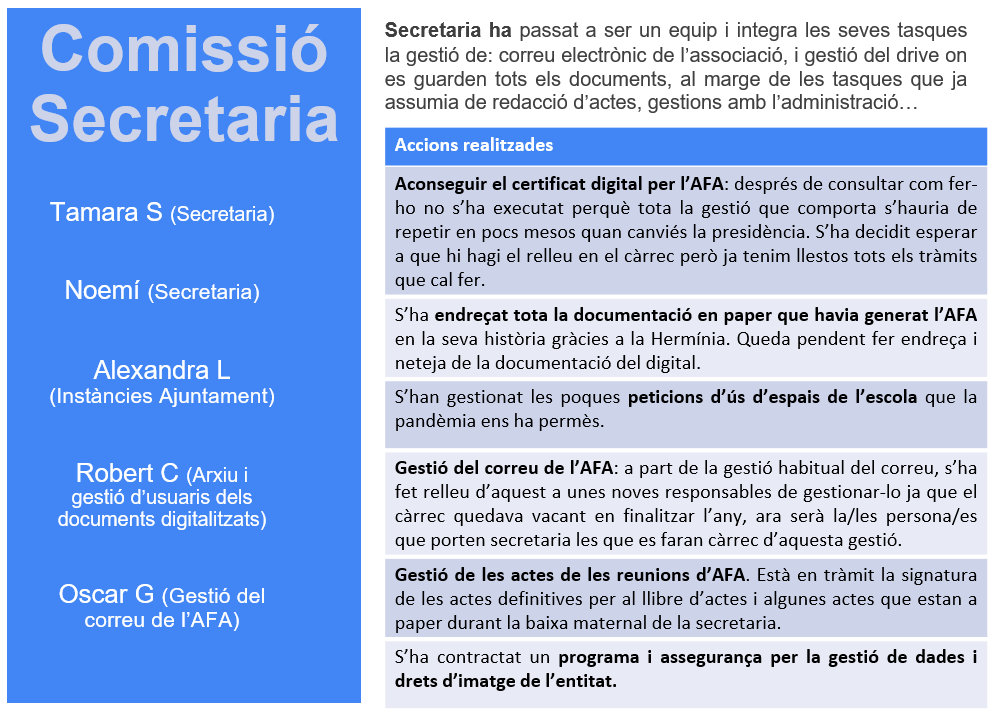 Comissió
Secretaria
Tamara S (Secretaria)
Noemí (Secretaria)
Alexandra L
(Instàncies Ajuntament)
Robert C (Arxiu i
gestió d’usuaris dels
documents digitalitzats)
Oscar G (Gestió del
correu de l’AFA)
Secretaria ha passat a ser un equip i integra les seves tasques
la gestió de: correu electrònic de l’associació, i gestió del drive on
es guarden tots els documents, al marge de les tasques que ja
assumia de redacció d’actes, gestions amb l’administració…
Accions realitzades
Aconseguir el certificat digital per l’AFA: després de consultar com fer-
ho no s’ha executat perquè tota la gestió que comporta s’hauria de
repetir en pocs mesos quan canviés la presidència. S’ha decidit esperar
a que hi hagi el relleu en el càrrec però ja tenim llestos tots els tràmits
que cal fer.
S’ha endreçat tota la documentació en paper que havia generat l’AFA
en la seva història gràcies a la Hermínia. Queda pendent fer endreça i
neteja de la documentació del digital.
S’han gestionat les poques peticions d’ús d’espais de l’escola que la
pandèmia ens ha permès.
Gestió del correu de l’AFA: a part de la gestió habitual del correu, s’ha
fet relleu d’aquest a unes noves responsables de gestionar-lo ja que el
càrrec quedava vacant en finalitzar l’any, ara serà la/les persona/es
que porten secretaria les que es faran càrrec d’aquesta gestió.
Gestió de les actes de les reunions d’AFA. Està en tràmit la signatura
de les actes definitives per al llibre d’actes i algunes actes que estan a
paper durant la baixa maternal de la secretaria.
S’ha contractat un programa i assegurança per la gestió de dades i
drets d’imatge de l’entitat.